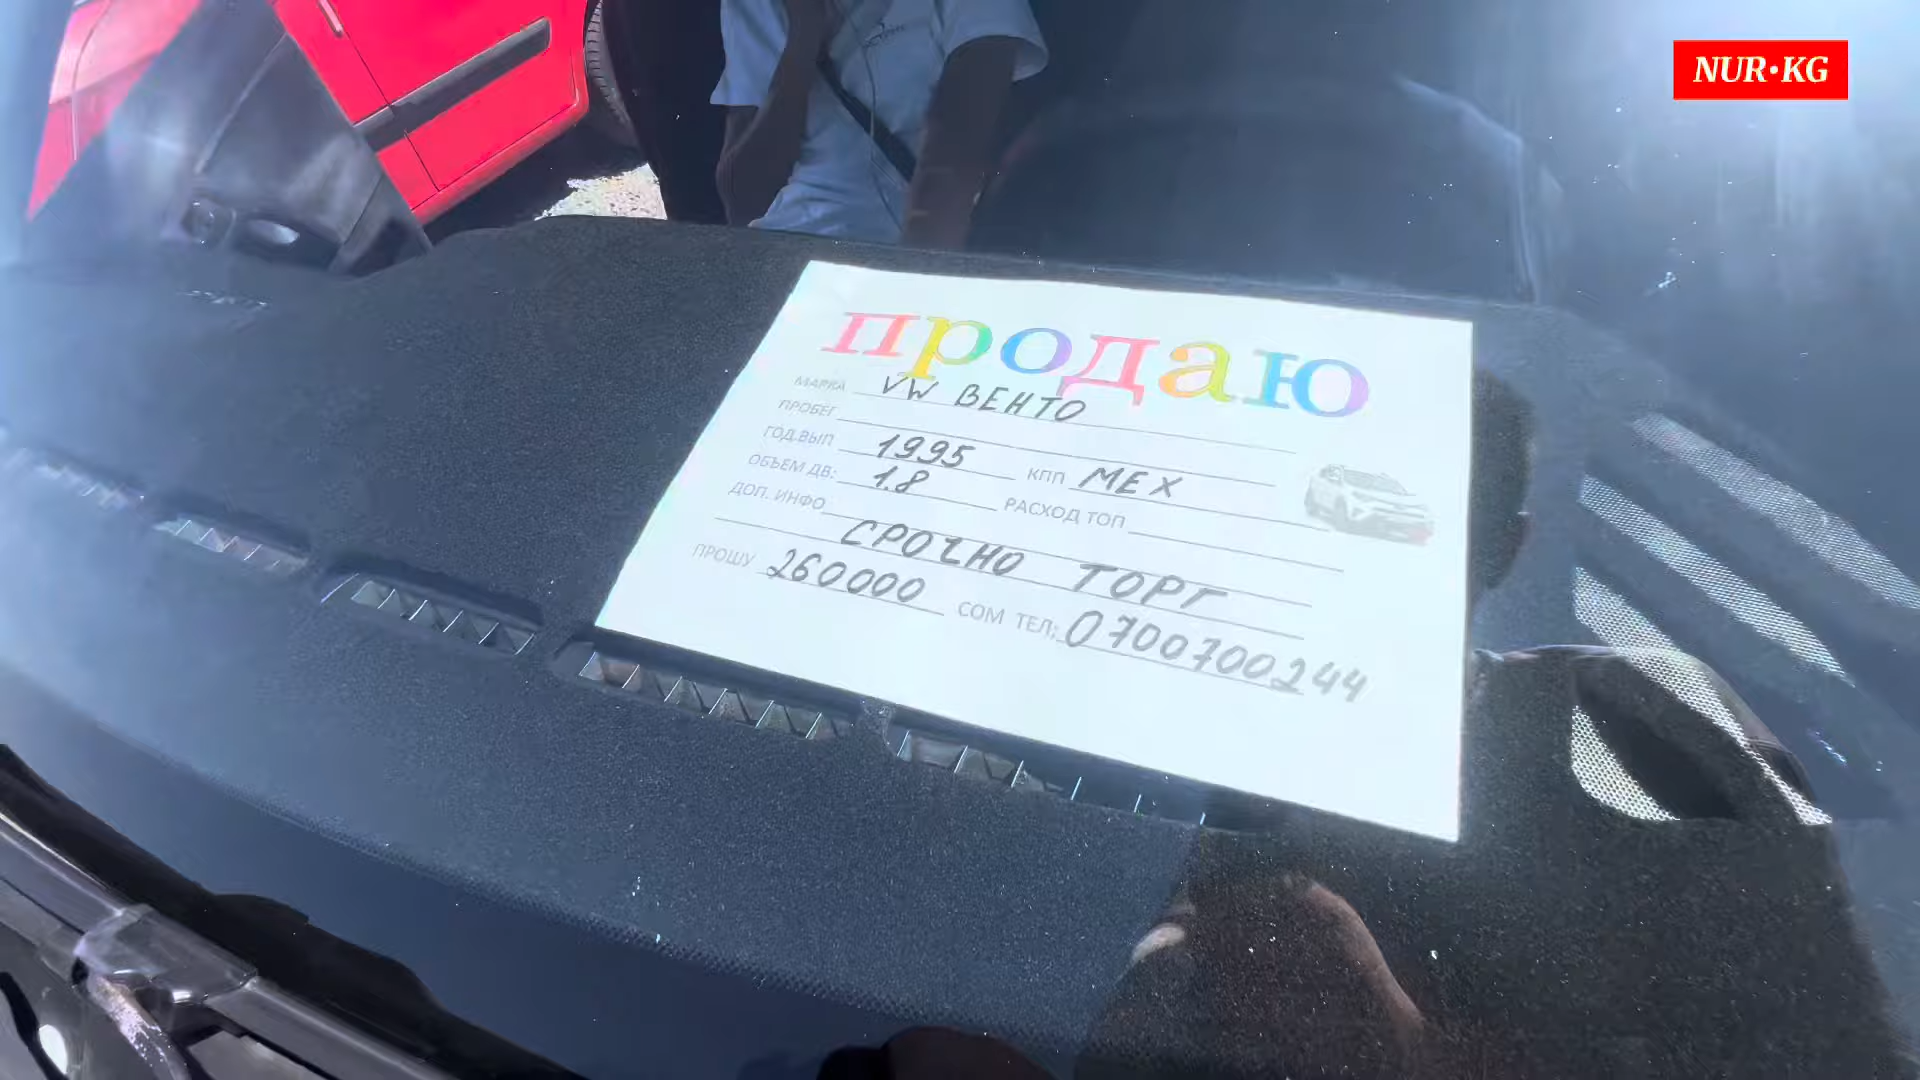 NUR•KG
продаю
МАРКА VW ВЕНТО
ПРОБЕГ
ГОД.ВЫП 1995 КПП МЕХ
ОБЪЕМ ДВ: 1.8 РАСХОД ТОП
ДОП. ИНФО
СРОЧНО ТОРГ
ПРОШУ 260000 СОМ ТЕЛ: 0700700244